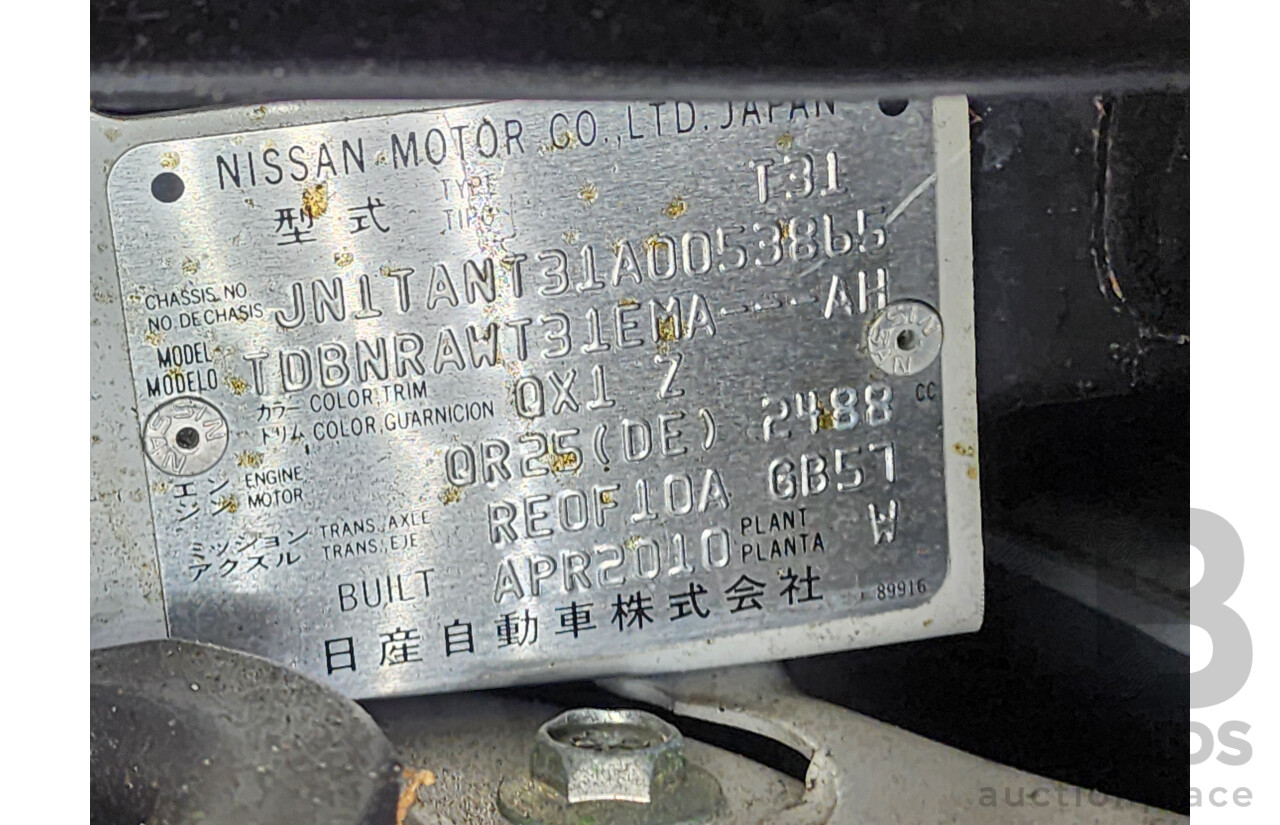 NISSAN MOTOR CO.,LTD. JAPAN
型式 TYPE TIPO T31
CHASSIS NO. NO. DE CHASIS JN1TANT31A0053865
MODEL MODELO TDBNRAWT31EMA---AH
カラー COLOR, TRIM
トリム COLOR, GUARNICION QX1 Z
エンジン ENGINE MOTOR QR25(DE) 2488 CC
ミッション TRANS., AXLE
アクスル TRANS., EJE RE0F10A GB57
BUILT APR2010 PLANT PLANTA W
日産自動車株式会社 89916
NISSAN
NISSAN